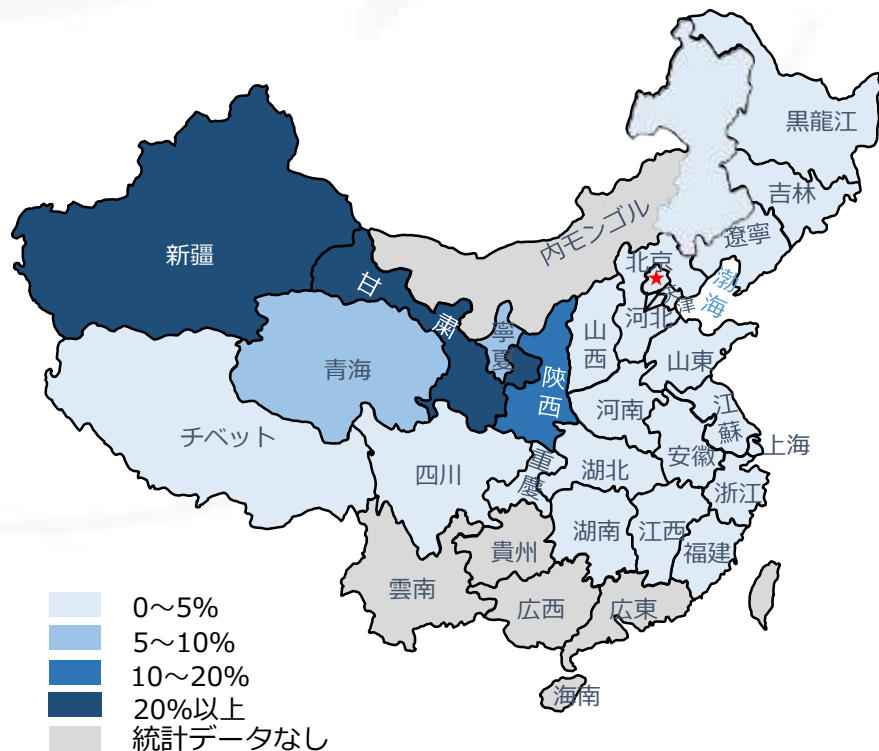 黒龍江
吉林
遼寧
内モンゴル
北京
天津
渤海
河北
新疆
甘粛
寧夏
山西
山東
青海
陝西
河南
江蘇
チベット
四川
重慶
湖北
安徽
上海
浙江
湖南
江西
福建
貴州
雲南
広西
広東
海南
0～5%
5～10%
10～20%
20%以上
統計データなし